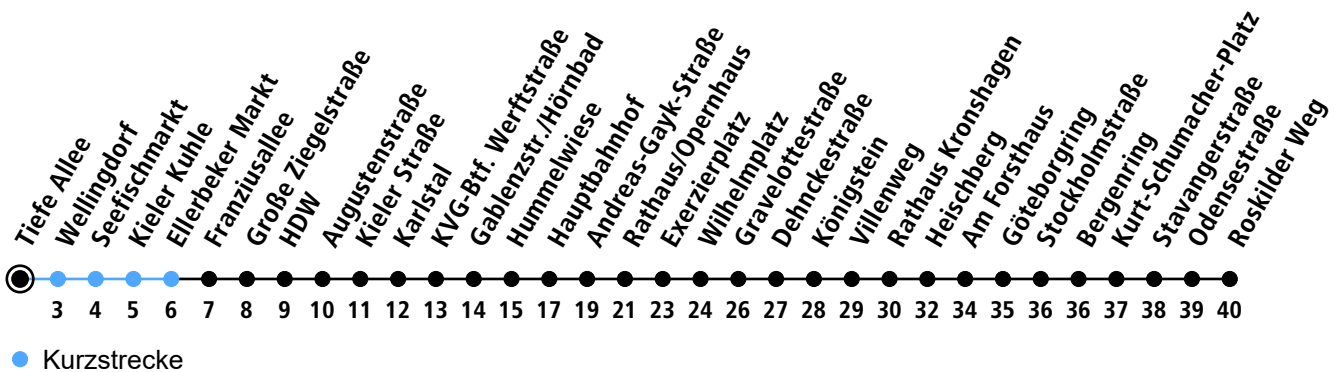 Tiefe Allee
Wellingdorf
Seefischmarkt
Kieler Kuhle
Ellerbeker Markt
Franziusallee
Große Ziegelstraße
HDW
Augustenstraße
Kieler Straße
Karlstal
KVG-Btf. Werftstraße
Gablenzstr./Hörnbad
Hummelwiese
Hauptbahnhof
Andreas-Gayk-Straße
Rathaus/Opernhaus
Exerzierplatz
Wilhelmplatz
Gravelottestraße
Dehnckestraße
Königstein
Villenweg
Rathaus Kronshagen
Heischberg
Am Forsthaus
Göteborgring
Stockholmstraße
Bergenring
Kurt-Schumacher-Platz
Stavangerstraße
Odensestraße
Roskilder Weg
3 4 5 6 7 8 9 10 11 12 13 14 15 17 19 21 23 24 26 27 28 29 30 32 34 35 36 36 37 38 39 40
Kurzstrecke